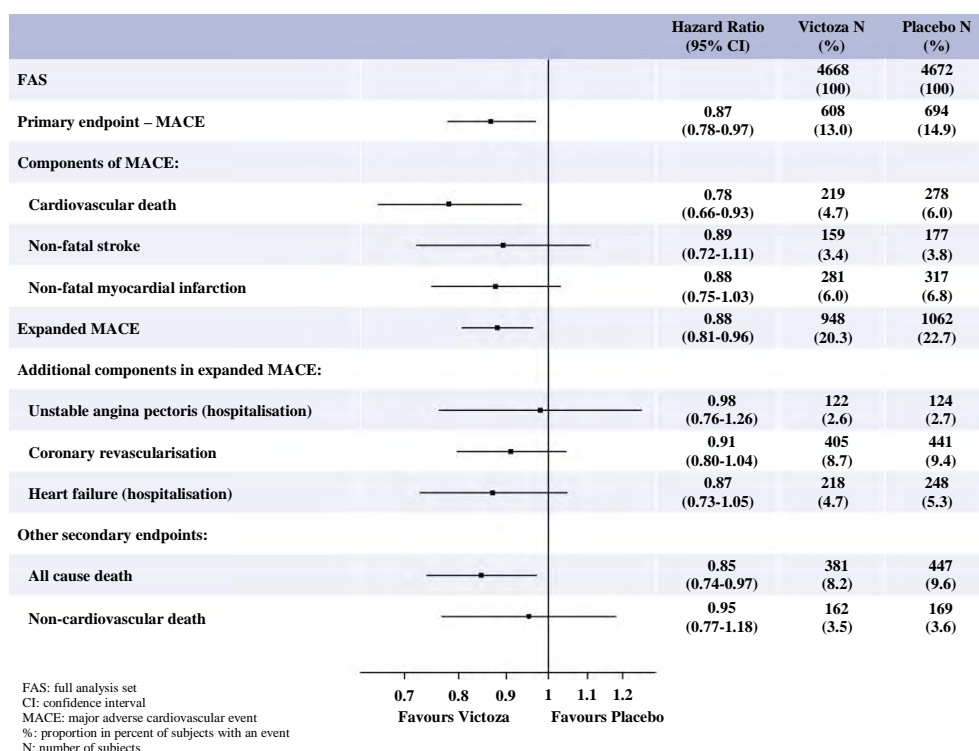 Hazard Ratio Victoza N Placebo N
(95% CI) (%) (%)
FAS 4668 4672
(100) (100)
Primary endpoint – MACE 0.87 608 694
(0.78-0.97) (13.0) (14.9)
Components of MACE:
Cardiovascular death 0.78 219 278
(0.66-0.93) (4.7) (6.0)
Non-fatal stroke 0.89 159 177
(0.72-1.11) (3.4) (3.8)
Non-fatal myocardial infarction 0.88 281 317
(0.75-1.03) (6.0) (6.8)
Expanded MACE 0.88 948 1062
(0.81-0.96) (20.3) (22.7)
Additional components in expanded MACE:
Unstable angina pectoris (hospitalisation) 0.98 122 124
(0.76-1.26) (2.6) (2.7)
Coronary revascularisation 0.91 405 441
(0.80-1.04) (8.7) (9.4)
Heart failure (hospitalisation) 0.87 218 248
(0.73-1.05) (4.7) (5.3)
Other secondary endpoints:
All cause death 0.85 381 447
(0.74-0.97) (8.2) (9.6)
Non-cardiovascular death 0.95 162 169
(0.77-1.18) (3.5) (3.6)
0.7 0.8 0.9 1 1.1 1.2
Favours Victoza Favours Placebo
FAS: full analysis set
CI: confidence interval
MACE: major adverse cardiovascular event
%: proportion in percent of subjects with an event
N: number of subjects